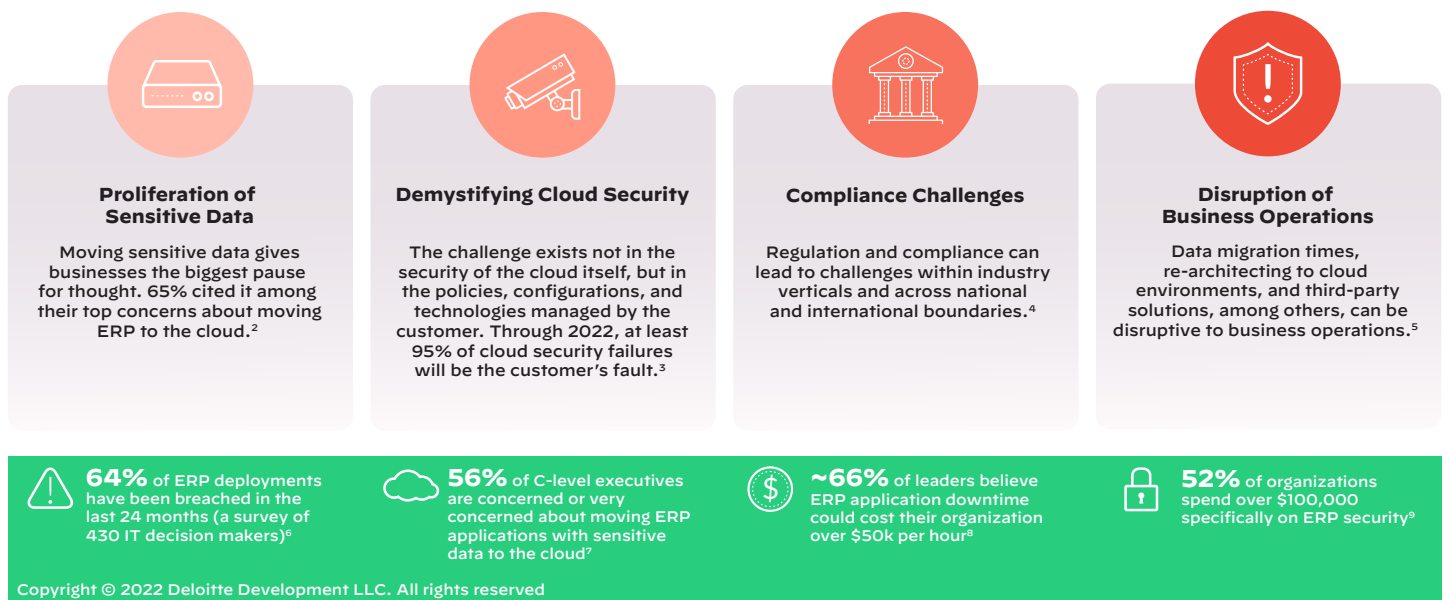 Proliferation of
Sensitive Data
Moving sensitive data gives
businesses the biggest pause
for thought. 65% cited it among
their top concerns about moving
ERP to the cloud.²
Demystifying Cloud Security
The challenge exists not in the
security of the cloud itself, but in
the policies, configurations, and
technologies managed by the
customer. Through 2022, at least
95% of cloud security failures
will be the customer's fault.³
Compliance Challenges
Regulation and compliance can
lead to challenges within industry
verticals and across national
and international boundaries.⁴
Disruption of
Business Operations
Data migration times,
re-architecting to cloud
environments, and third-party
solutions, among others, can be
disruptive to business operations.⁵
64% of ERP deployments
have been breached in the
last 24 months (a survey of
430 IT decision makers)⁶
56% of C-level executives
are concerned or very
concerned about moving ERP
applications with sensitive
data to the cloud⁷
~66% of leaders believe
ERP application downtime
could cost their organization
over $50k per hour⁸
52% of organizations
spend over $100,000
specifically on ERP security⁹
Copyright © 2022 Deloitte Development LLC. All rights reserved